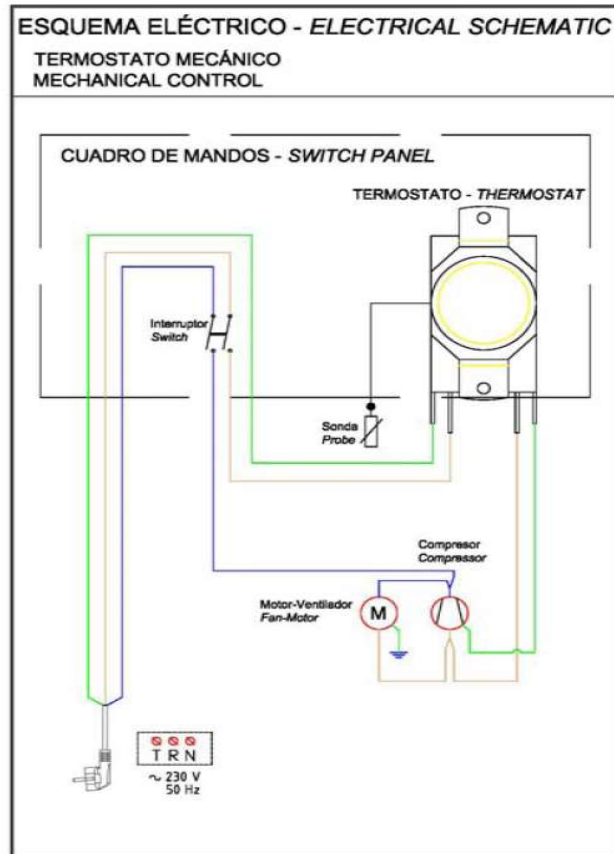 ESQUEMA ELÉCTRICO - ELECTRICAL SCHEMATIC
TERMOSTATO MECÁNICO
MECHANICAL CONTROL
CUADRO DE MANDOS - SWITCH PANEL
TERMOSTATO - THERMOSTAT
Interruptor
Switch
Sonda
Probe
Compresor
Compressor
Motor-Ventilador
Fan-Motor
M
T R N
~ 230 V
50 Hz